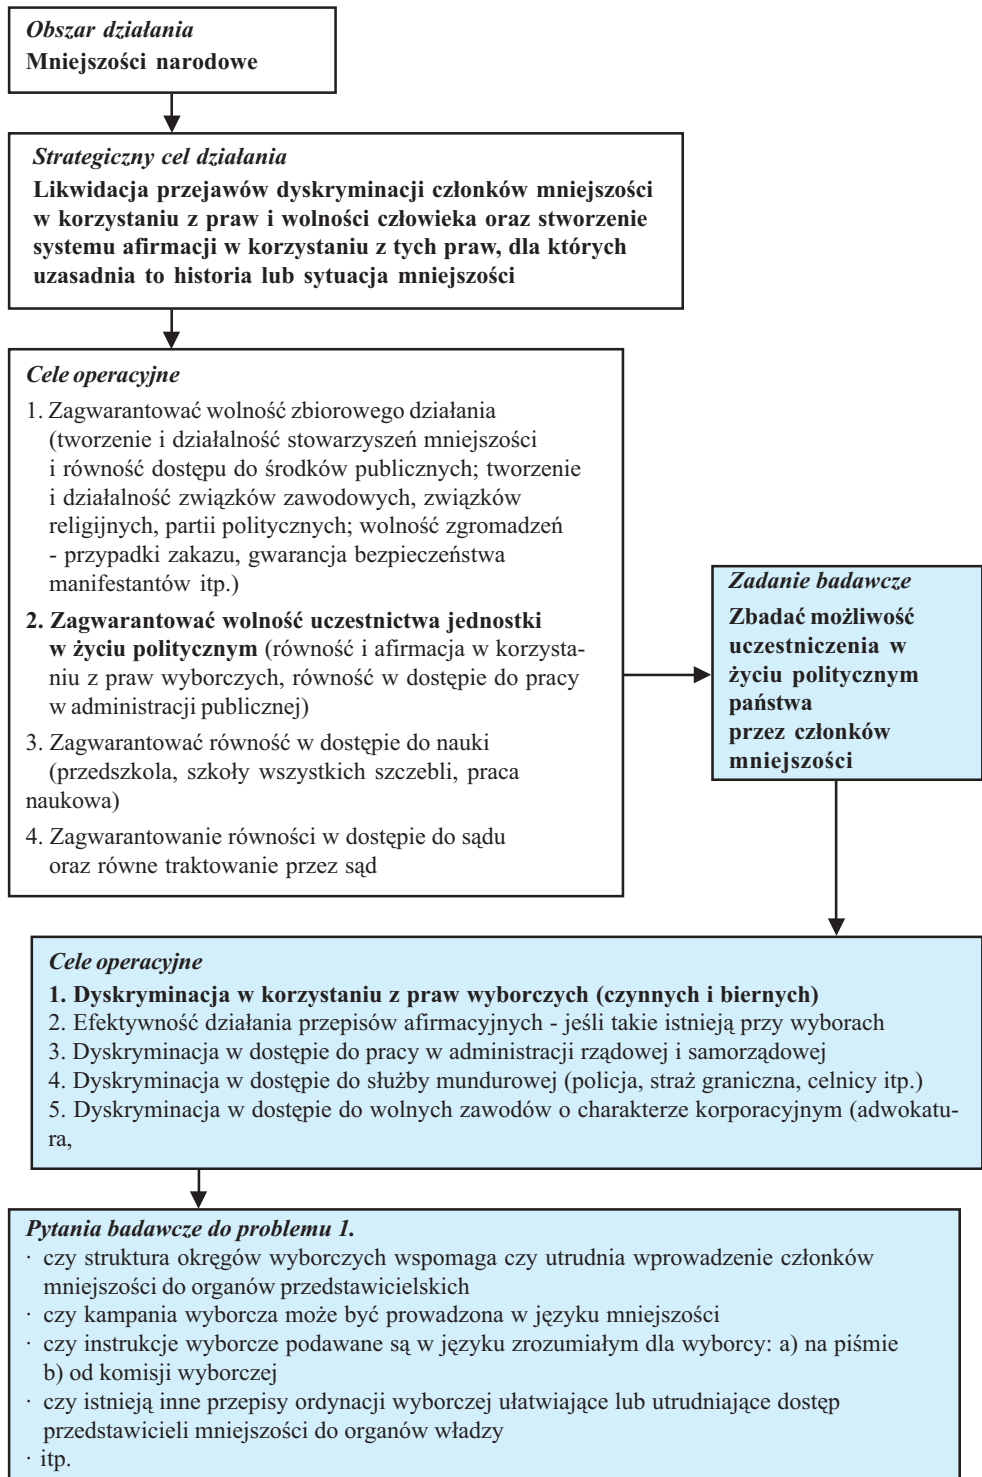 Obszar działania
Mniejszości narodowe
Strategiczny cel działania
Likwidacja przejawów dyskryminacji członków mniejszości
w korzystaniu z praw i wolności człowieka oraz stworzenie
systemu afirmacji w korzystaniu z tych praw, dla których
uzasadnia to historia lub sytuacja mniejszości
Cele operacyjne
1. Zagwarantować wolność zbiorowego działania
(tworzenie i działalność stowarzyszeń mniejszości
i równość dostępu do środków publicznych; tworzenie
i działalność związków zawodowych, związków
religijnych, partii politycznych; wolność zgromadzeń
- przypadki zakazu, gwarancja bezpieczeństwa
manifestantów itp.)
2. Zagwarantować wolność uczestnictwa jednostki
w życiu politycznym (równość i afirmacja w korzysta-
niu z praw wyborczych, równość w dostępie do pracy
w administracji publicznej)
3. Zagwarantować równość w dostępie do nauki
(przedszkola, szkoły wszystkich szczebli, praca
naukowa)
4. Zagwarantowanie równości w dostępie do sądu
oraz równe traktowanie przez sąd
Zadanie badawcze
Zbadać możliwość
uczestniczenia w
życiu politycznym
państwa
przez członków
mniejszości
Cele operacyjne
1. Dyskryminacja w korzystaniu z praw wyborczych (czynnych i biernych)
2. Efektywność działania przepisów afirmacyjnych - jeśli takie istnieją przy wyborach
3. Dyskryminacja w dostępie do pracy w administracji rządowej i samorządowej
4. Dyskryminacja w dostępie do służby mundurowej (policja, straż graniczna, celnicy itp.)
5. Dyskryminacja w dostępie do wolnych zawodów o charakterze korporacyjnym (adwokatu-
ra,
Pytania badawcze do problemu 1.
· czy struktura okręgów wyborczych wspomaga czy utrudnia wprowadzenie członków
mniejszości do organów przedstawicielskich
· czy kampania wyborcza może być prowadzona w języku mniejszości
· czy instrukcje wyborcze podawane są w języku zrozumiałym dla wyborcy: a) na piśmie
b) od komisji wyborczej
· czy istnieją inne przepisy ordynacji wyborczej ułatwiające lub utrudniające dostęp
przedstawicieli mniejszości do organów władzy
· itp.